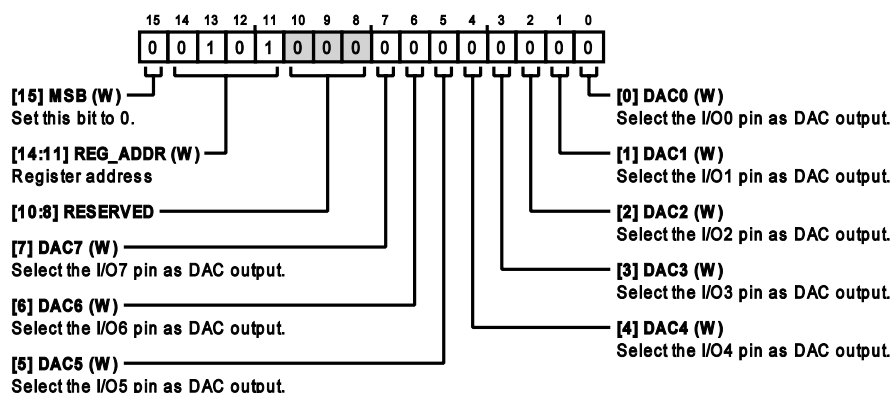 15 14 13 12 11 10 9 8 7 6 5 4 3 2 1 0
0 0 1 0 1 0 0 0 0 0 0 0 0 0 0 0
[15] MSB (W)
Set this bit to 0.
[14:11] REG_ADDR (W)
Register address
[10:8] RESERVED
[7] DAC7 (W)
Select the I/O7 pin as DAC output.
[6] DAC6 (W)
Select the I/O6 pin as DAC output.
[5] DAC5 (W)
Select the I/O5 pin as DAC output.
[0] DAC0 (W)
Select the I/O0 pin as DAC output.
[1] DAC1 (W)
Select the I/O1 pin as DAC output.
[2] DAC2 (W)
Select the I/O2 pin as DAC output.
[3] DAC3 (W)
Select the I/O3 pin as DAC output.
[4] DAC4 (W)
Select the I/O4 pin as DAC output.